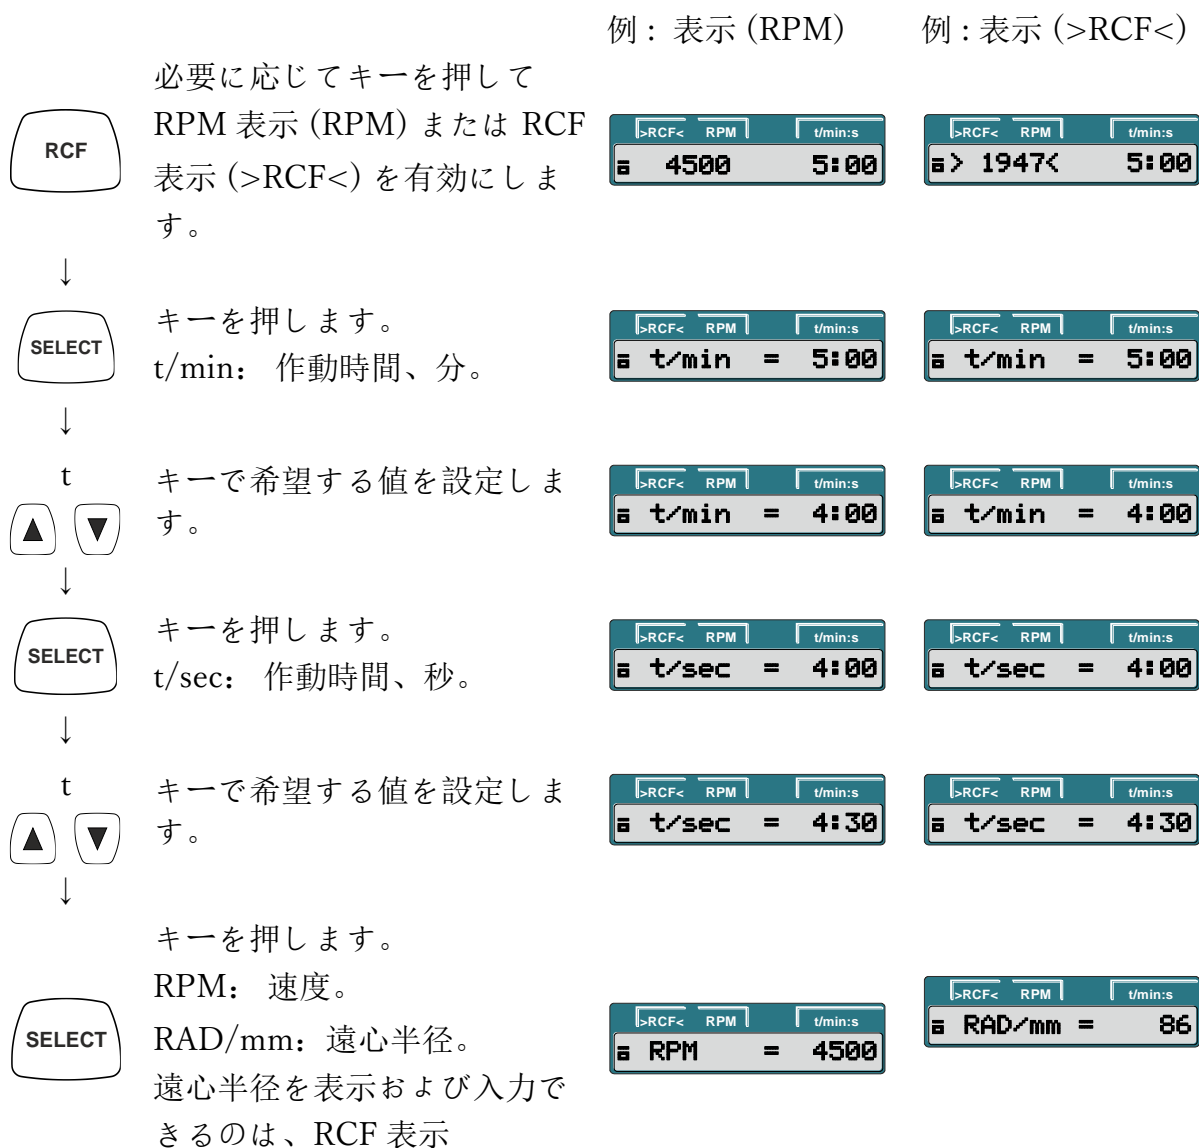 例： 表示 (RPM)
例 : 表示 (>RCF<)
RCF
必要に応じてキーを押して
RPM 表示 (RPM) または RCF
表示 (>RCF<) を有効にしま
す。
>RCF< RPM t/min:s
4500 5:00
>RCF< RPM t/min:s
> 1947< 5:00
↓
SELECT
キーを押します。
t/min： 作動時間、分。
>RCF< RPM t/min:s
t/min = 5:00
>RCF< RPM t/min:s
t/min = 5:00
↓
t
▲ ▼
キーで希望する値を設定しま
す。
>RCF< RPM t/min:s
t/min = 4:00
>RCF< RPM t/min:s
t/min = 4:00
↓
SELECT
キーを押します。
t/sec： 作動時間、秒。
>RCF< RPM t/min:s
t/sec = 4:00
>RCF< RPM t/min:s
t/sec = 4:00
↓
t
▲ ▼
キーで希望する値を設定しま
す。
>RCF< RPM t/min:s
t/sec = 4:30
>RCF< RPM t/min:s
t/sec = 4:30
↓
SELECT
キーを押します。
RPM： 速度。
RAD/mm：遠心半径。
遠心半径を表示および入力で
きるのは、RCF 表示
>RCF< RPM t/min:s
RPM = 4500
>RCF< RPM t/min:s
RAD/mm = 86